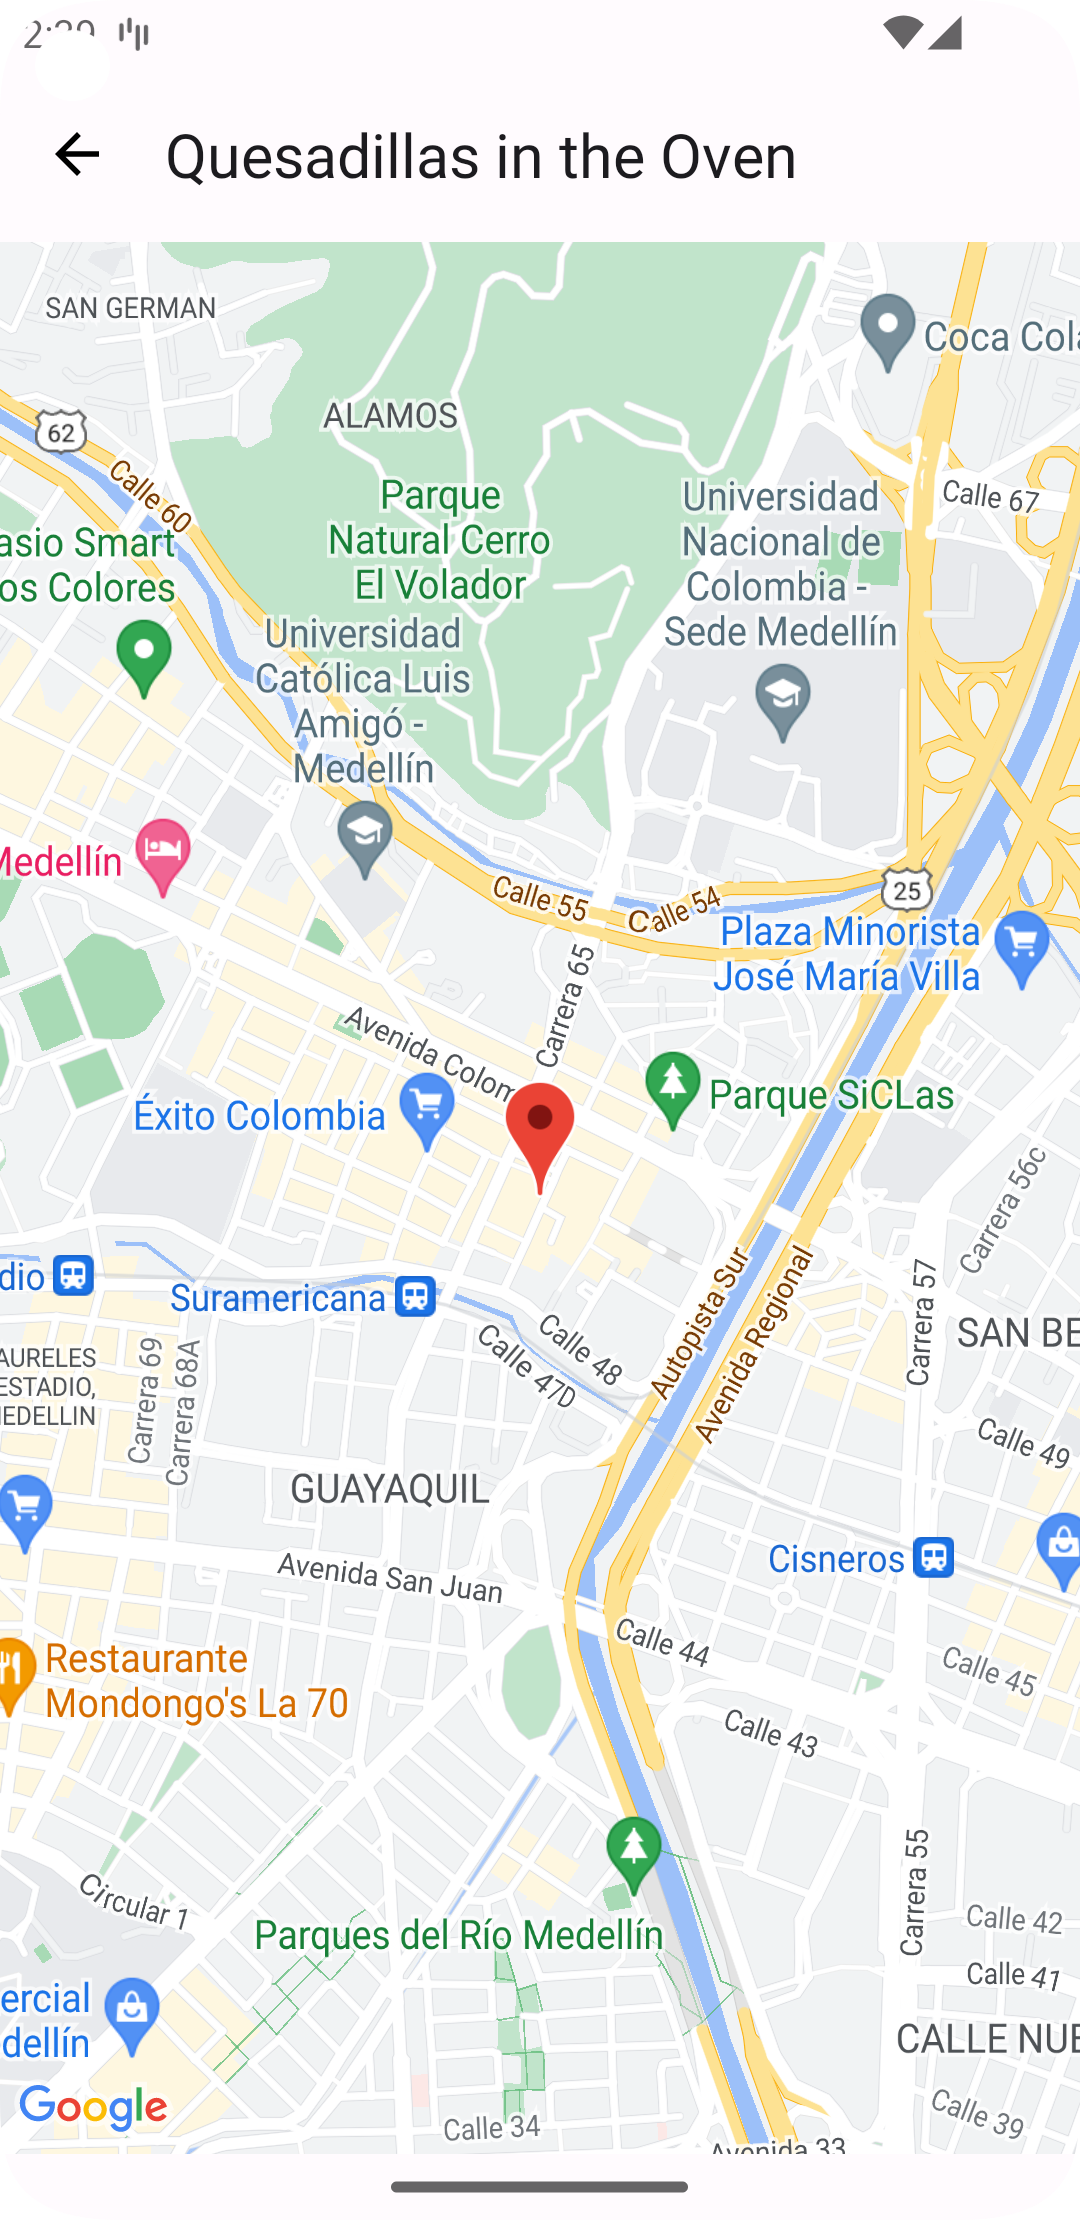 Quesadillas in the Oven
SAN GERMAN
Coca Col
ALAMOS
62
Calle 60
Parque
Natural Cerro
El Volador
Universidad
Nacional de
Colombia -
Sede Medellín
Calle 67
asio Smart
os Colores
Universidad
Católica Luis
Amigó -
Medellín
Medellín
Calle 55
Calle 54
25
Plaza Minorista
José María Villa
Carrera 65
Avenida Colom
Éxito Colombia
Parque SiCLas
Carrera 56c
dio
Suramericana
Autopista Sur
Avenida Regional
Carrera 57
SAN BE
Calle 48
Calle 47D
AURELES
ESTADIO,
MEDELLIN
Carrera 69
Carrera 68A
Calle 49
GUAYAQUIL
Cisneros
Avenida San Juan
Calle 44
Calle 45
Restaurante
Mondongo's La 70
Calle 43
Carrera 55
Circular 1
Calle 42
Parques del Río Medellín
Calle 41
ercial
dellín
CALLE NUE
Google
Calle 39
Calle 34
Avenida 33